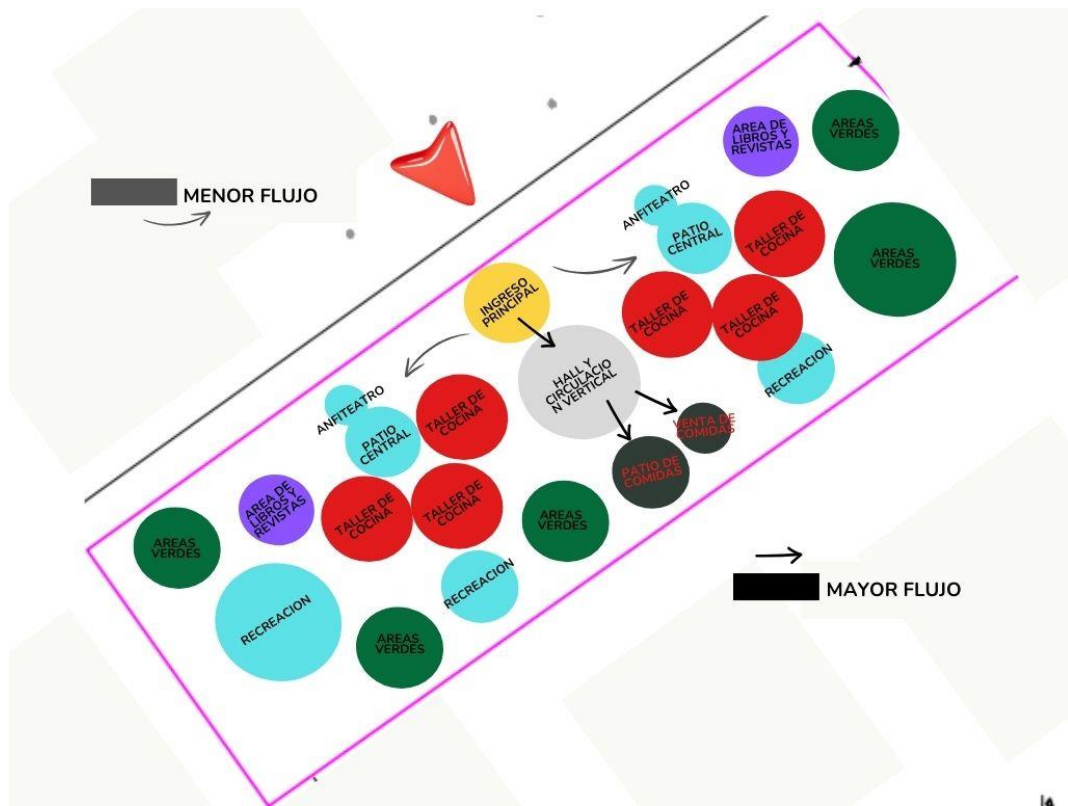 AREA DE
LIBROS Y
REVISTAS
AREAS
VERDES
MENOR FLUJO
ANFITEATRO
PATIO
CENTRAL
TALLER DE
COCINA
AREAS
VERDES
INGRESO
PRINCIPAL
TALLER DE
COCINA
TALLER DE
COCINA
HALL Y
CIRCULACIO
N VERTICAL
RECREACION
ANFITEATRO
PATIO
CENTRAL
TALLER DE
COCINA
VENTA DE
COMIDAS
PATIO DE
COMIDAS
AREA DE
LIBROS Y
REVISTAS
TALLER DE
COCINA
TALLER DE
COCINA
AREAS
VERDES
AREAS
VERDES
RECREACION
RECREACION
AREAS
VERDES
MAYOR FLUJO